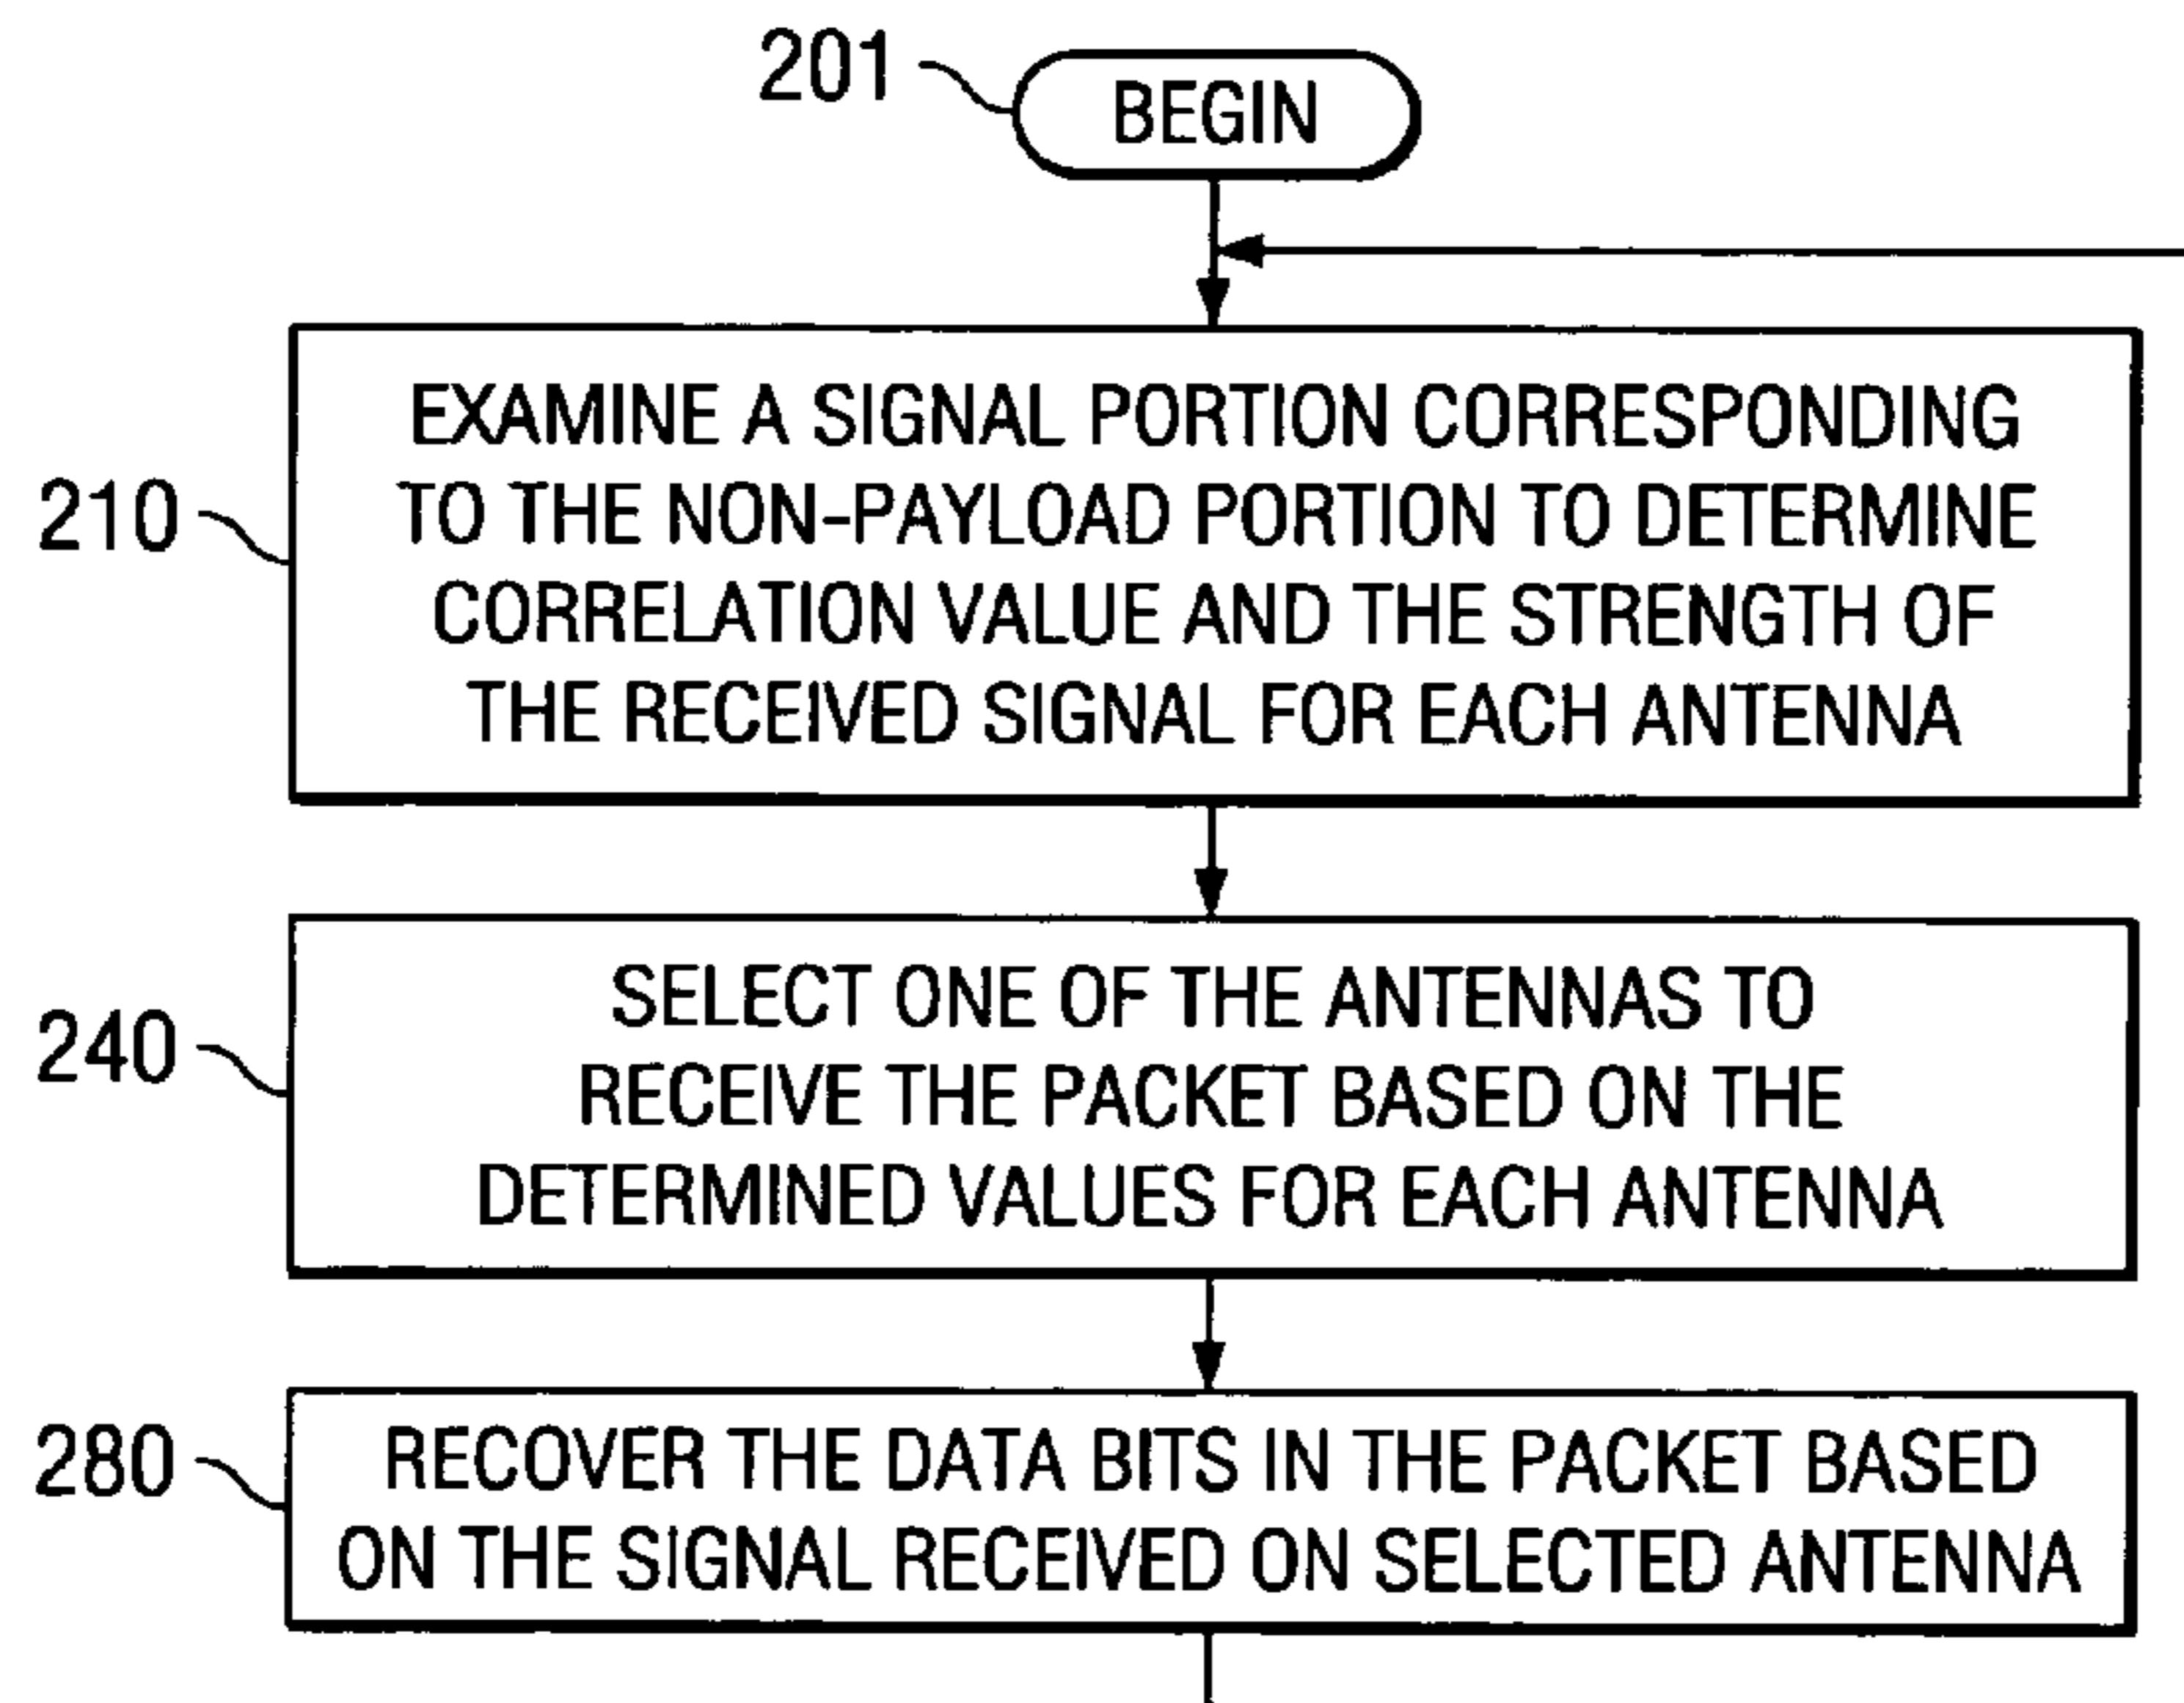 201
BEGIN
210
EXAMINE A SIGNAL PORTION CORRESPONDING
TO THE NON-PAYLOAD PORTION TO DETERMINE
CORRELATION VALUE AND THE STRENGTH OF
THE RECEIVED SIGNAL FOR EACH ANTENNA
240
SELECT ONE OF THE ANTENNAS TO
RECEIVE THE PACKET BASED ON THE
DETERMINED VALUES FOR EACH ANTENNA
280
RECOVER THE DATA BITS IN THE PACKET BASED
ON THE SIGNAL RECEIVED ON SELECTED ANTENNA